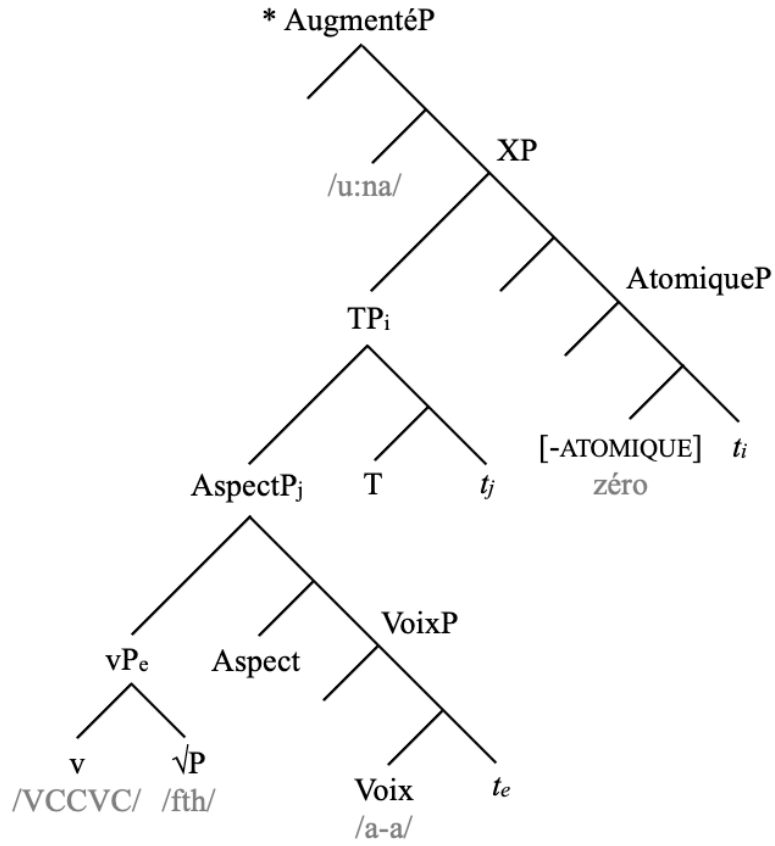 * AugmentéP
XP
/u:na/
AtomiqueP
TPi
[-ATOMIQUE] ti
zéro
AspectPj T tj
VoixP
vPe Aspect
v √P
/VCCVC/ /fth/
Voix te
/a-a/